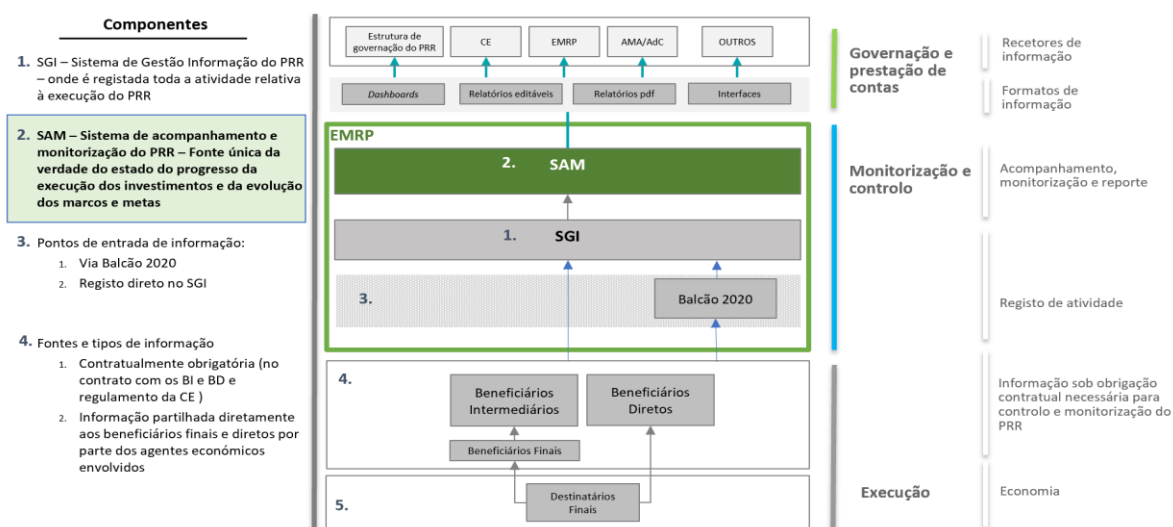 Componentes
1. SGI – Sistema de Gestão Informação do PRR
– onde é registada toda a atividade relativa
à execução do PRR
2. SAM – Sistema de acompanhamento e
monitorização do PRR – Fonte única da
verdade do estado do progresso da
execução dos investimentos e da evolução
dos marcos e metas
3. Pontos de entrada de informação:
1. Via Balcão 2020
2. Registo direto no SGI
4. Fontes e tipos de informação
1. Contratualmente obrigatória (no
contrato com os BI e BD e
regulamento da CE )
2. Informação partilhada diretamente
aos beneficiários finais e diretos por
parte dos agentes económicos
envolvidos
Estrutura de
governação do PRR
CE
EMRP
AMA/AdC
OUTROS
Dashboards
Relatórios editáveis
Relatórios pdf
Interfaces
EMRP
2. SAM
1. SGI
3.
Balcão 2020
4.
Beneficiários
Intermediários
Beneficiários
Diretos
Beneficiários Finais
5.
Destinatários
Finais
Governação e
prestação de
contas
Recetores de
informação
Formatos de
informação
Monitorização e
controlo
Acompanhamento,
monitorização e reporte
Registo de atividade
Informação sob obrigação
contratual necessária para
controlo e monitorização do
PRR
Execução
Economia